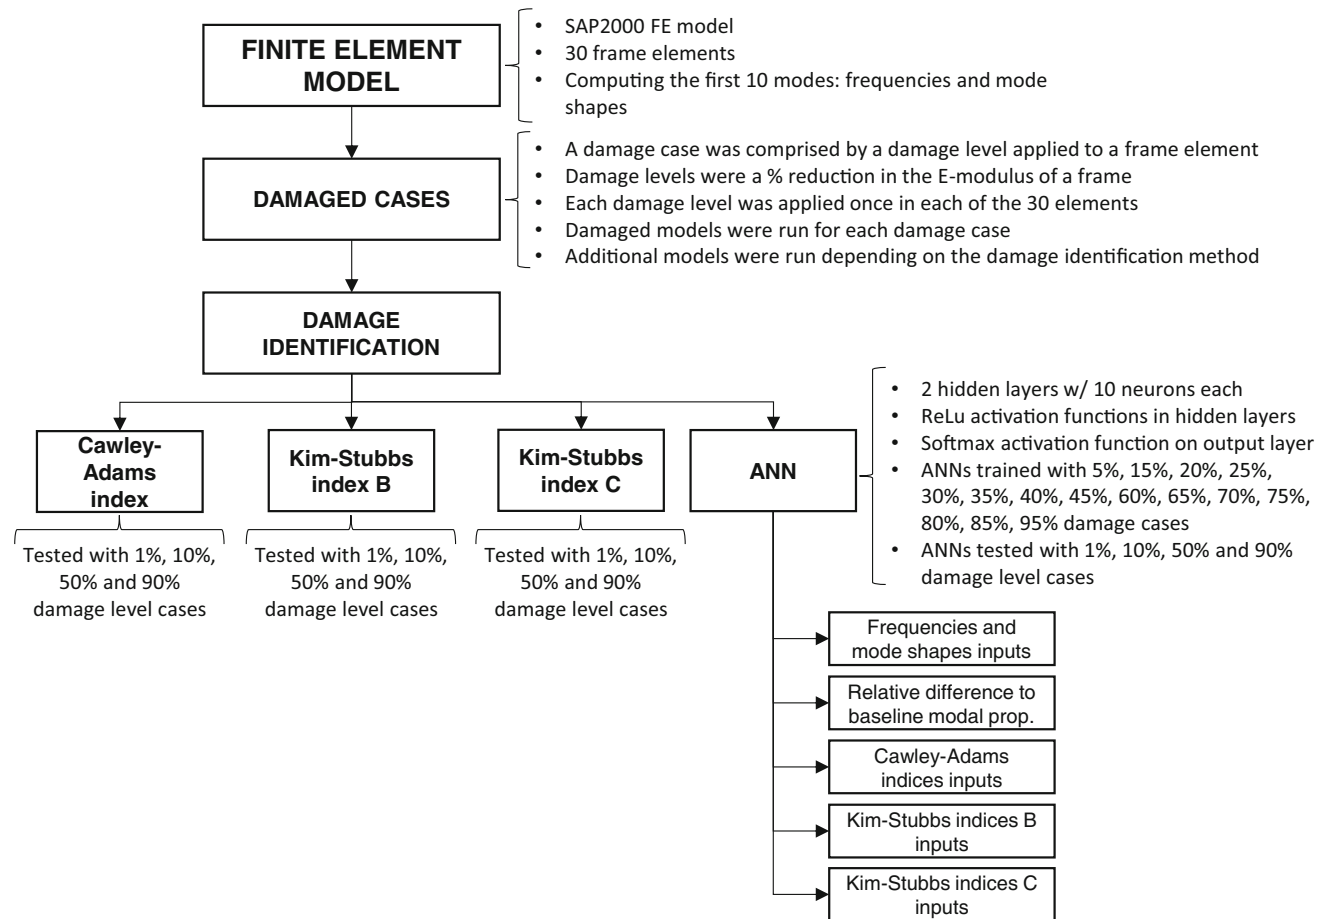 FINITE ELEMENT
MODEL
• SAP2000 FE model
• 30 frame elements
• Computing the first 10 modes: frequencies and mode
shapes
DAMAGED CASES
• A damage case was comprised by a damage level applied to a frame element
• Damage levels were a % reduction in the E-modulus of a frame
• Each damage level was applied once in each of the 30 elements
• Damaged models were run for each damage case
• Additional models were run depending on the damage identification method
DAMAGE
IDENTIFICATION
Cawley-
Adams
index
Tested with 1%, 10%,
50% and 90%
damage level cases
Kim-Stubbs
index B
Tested with 1%, 10%,
50% and 90%
damage level cases
Kim-Stubbs
index C
Tested with 1%, 10%,
50% and 90%
damage level cases
ANN
• 2 hidden layers w/ 10 neurons each
• ReLu activation functions in hidden layers
• Softmax activation function on output layer
• ANNs trained with 5%, 15%, 20%, 25%,
30%, 35%, 40%, 45%, 60%, 65%, 70%, 75%,
80%, 85%, 95% damage cases
• ANNs tested with 1%, 10%, 50% and 90%
damage level cases
Frequencies and
mode shapes inputs
Relative difference to
baseline modal prop.
Cawley-Adams
indices inputs
Kim-Stubbs indices B
inputs
Kim-Stubbs indices C
inputs